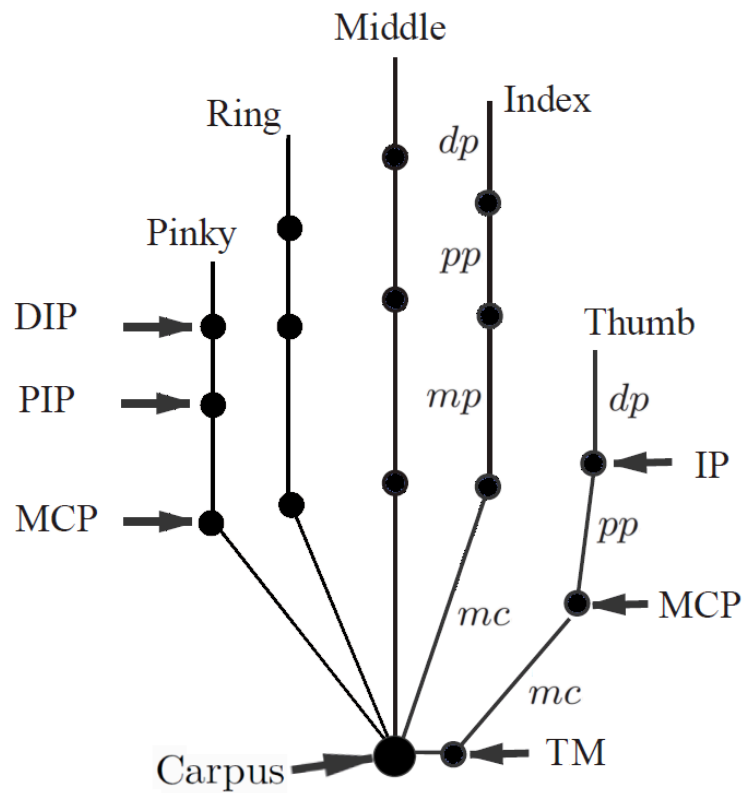 Middle
Index
Ring
dp
Pinky
pp
DIP
Thumb
PIP
mp
dp
IP
MCP
pp
MCP
mc
mc
TM
Carpus